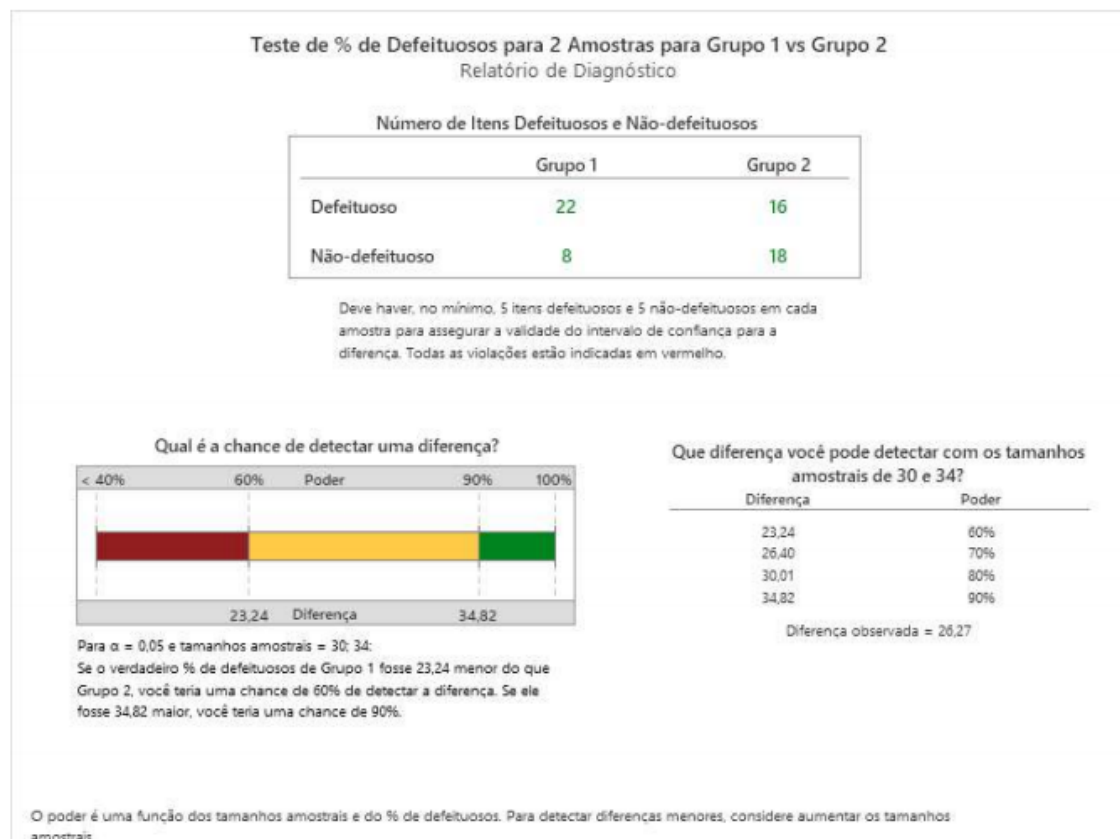 Teste de % de Defeituosos para 2 Amostras para Grupo 1 vs Grupo 2
Relatório de Diagnóstico
Número de Itens Defeituosos e Não-defeituosos
Grupo 1 Grupo 2
Defeituoso 22 16
Não-defeituoso 8 18
Deve haver, no mínimo, 5 itens defeituosos e 5 não-defeituosos em cada
amostra para assegurar a validade do intervalo de confiança para a
diferença. Todas as violações estão indicadas em vermelho.
Qual é a chance de detectar uma diferença?
< 40% 60% Poder 90% 100%
23,24 Diferença 34,82
Para α = 0,05 e tamanhos amostrais = 30; 34:
Se o verdadeiro % de defeituosos de Grupo 1 fosse 23,24 menor do que
Grupo 2, você teria uma chance de 60% de detectar a diferença. Se ele
fosse 34,82 maior, você teria uma chance de 90%.
Que diferença você pode detectar com os tamanhos
amostrais de 30 e 34?
Diferença Poder
23,24 60%
26,40 70%
30,01 80%
34,82 90%
Diferença observada = 26,27
O poder é uma função dos tamanhos amostrais e do % de defeituosos. Para detectar diferenças menores, considere aumentar os tamanhos
amostrais.